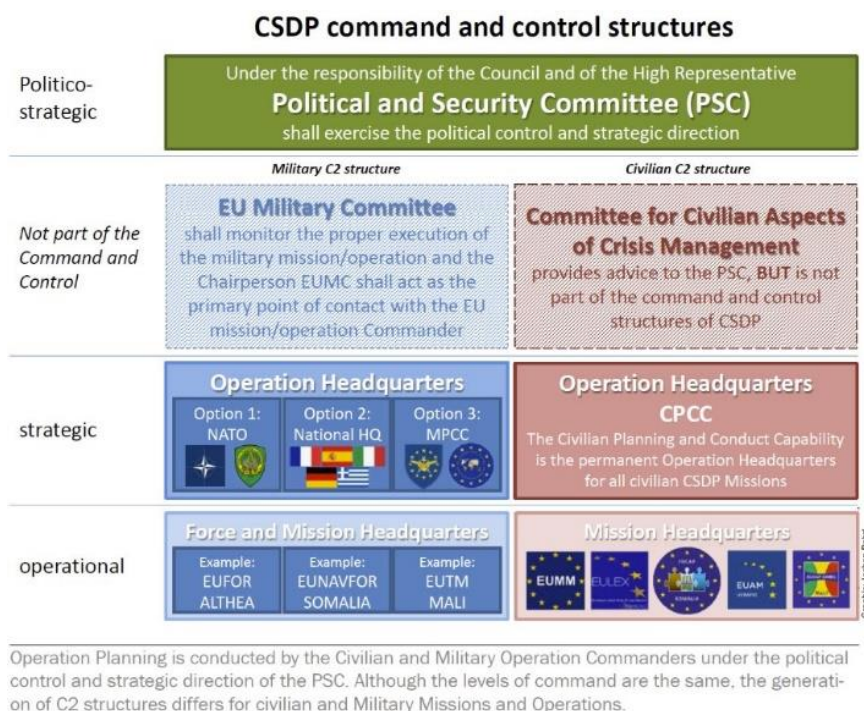 CSDP command and control structures
Politico-
strategic
Under the responsibility of the Council and of the High Representative
Political and Security Committee (PSC)
shall exercise the political control and strategic direction
Military C2 structure
Civilian C2 structure
Not part of the
Command and
Control
EU Military Committee
shall monitor the proper execution of
the military mission/operation and the
Chairperson EUMC shall act as the
primary point of contact with the EU
mission/operation Commander
Committee for Civilian Aspects
of Crisis Management
provides advice to the PSC, BUT is not
part of the command and control
structures of CSDP
strategic
Operation Headquarters
Option 1:
NATO
Option 2:
National HQ
Option 3:
MPCC
Operation Headquarters
CPCC
The Civilian Planning and Conduct Capability
is the permanent Operation Headquarters
for all civilian CSDP Missions
operational
Force and Mission Headquarters
Example:
EUFOR
ALTHEA
Example:
EUNAVFOR
SOMALIA
Example:
EUTM
MALI
Mission Headquarters
EUMM
EULEX
EUAM
Operation Planning is conducted by the Civilian and Military Operation Commanders under the political
control and strategic direction of the PSC. Although the levels of command are the same, the generati-
on of C2 structures differs for civilian and Military Missions and Operations.